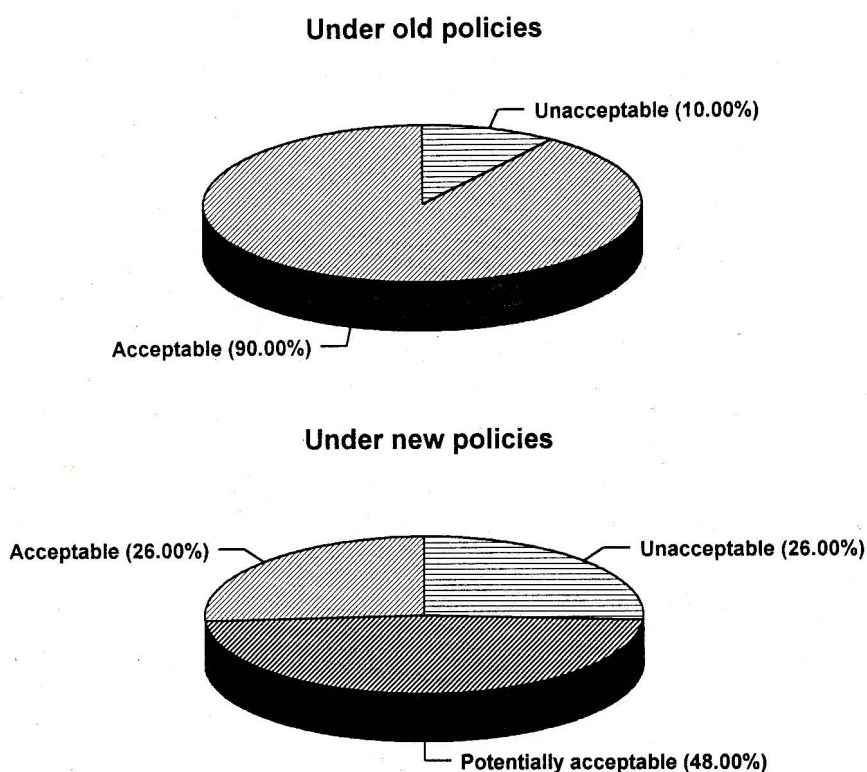 Under old policies
Unacceptable (10.00%)
Acceptable (90.00%)
Under new policies
Acceptable (26.00%)
Unacceptable (26.00%)
Potentially acceptable (48.00%)